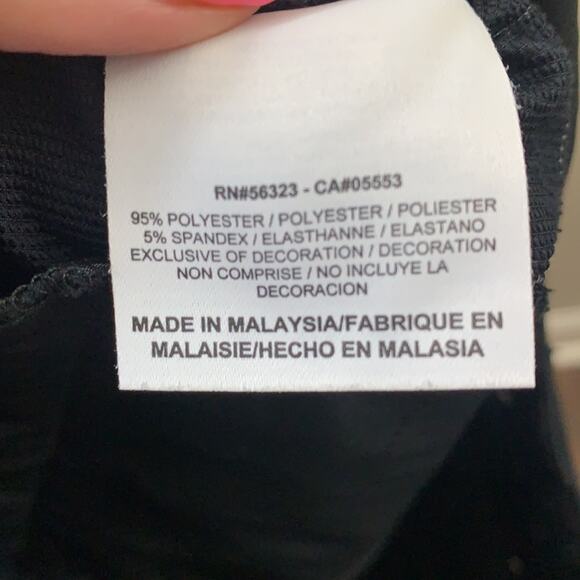 RN#56323 - CA#05553
95% POLYESTER / POLYESTER / POLIESTER
5% SPANDEX / ELASTHANNE / ELASTANO
EXCLUSIVE OF DECORATION / DECORATION
NON COMPRISE / NO INCLUYE LA
DECORACION
MADE IN MALAYSIA/FABRIQUE EN
MALAISIE/HECHO EN MALASIA